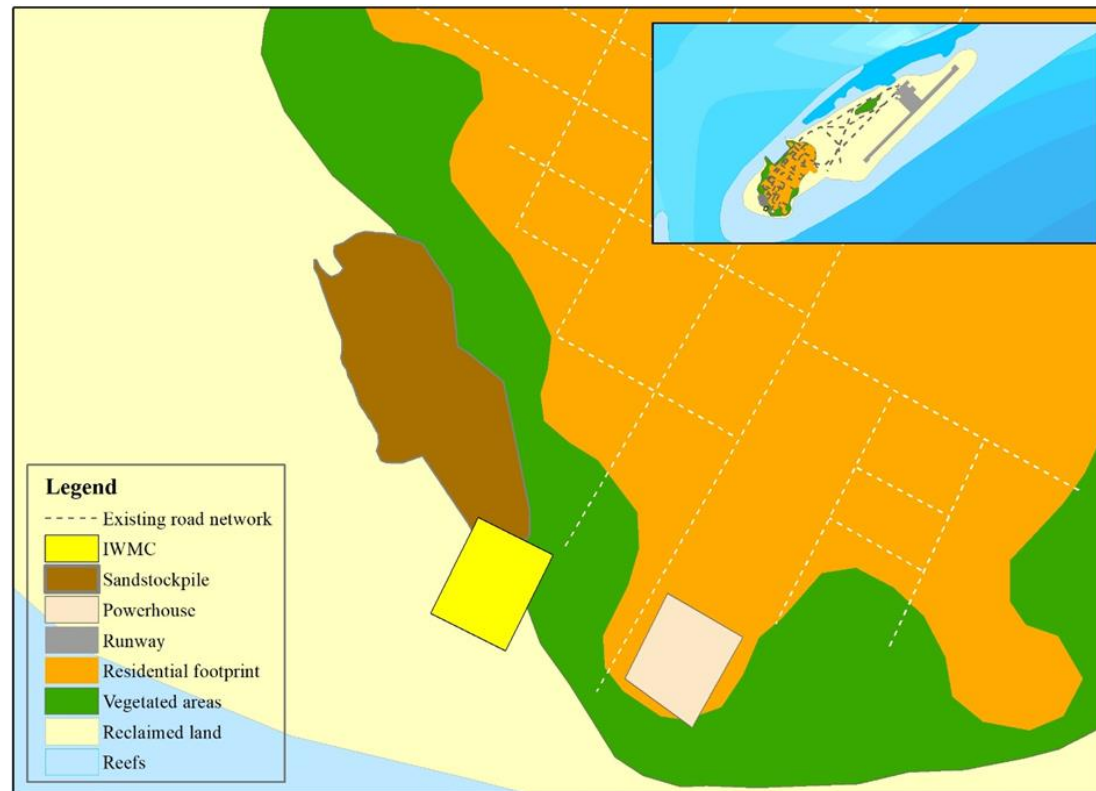 Legend
Existing road network
IWMC
Sandstockpile
Powerhouse
Runway
Residential footprint
Vegetated areas
Reclaimed land
Reefs